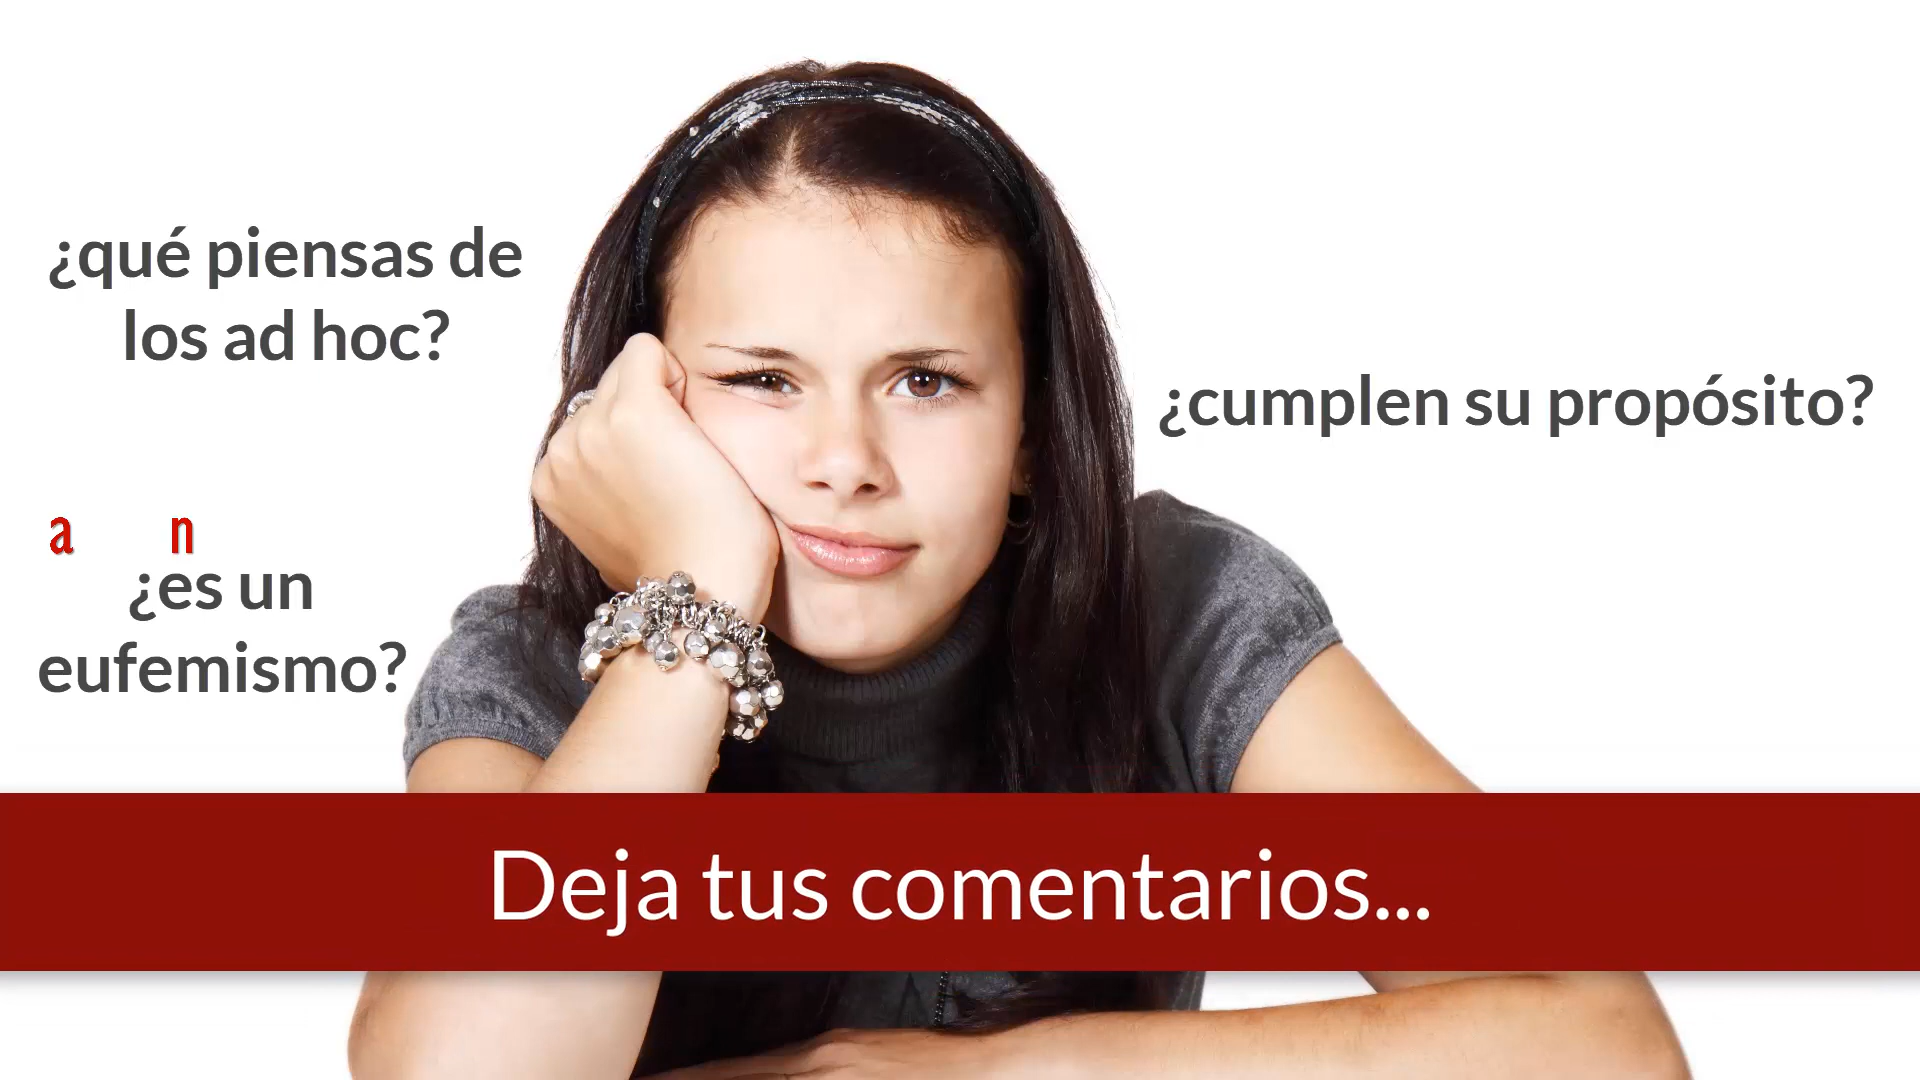 ¿qué piensas de
los ad hoc?
¿cumplen su propósito?
a n
¿es un
eufemismo?
Deja tus comentarios...